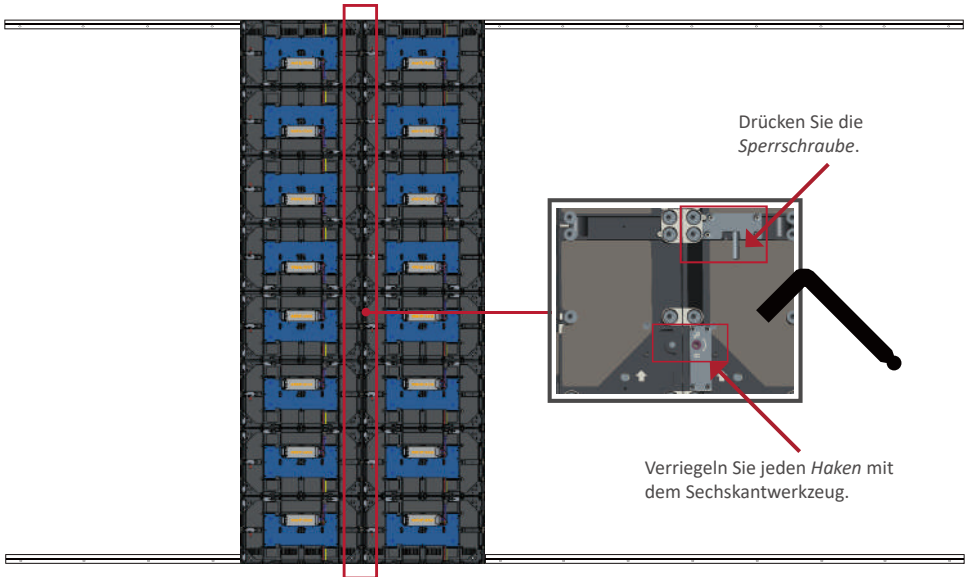 Drücken Sie die
Sperrschraube.
Verriegeln Sie jeden Haken mit
dem Sechskantwerkzeug.